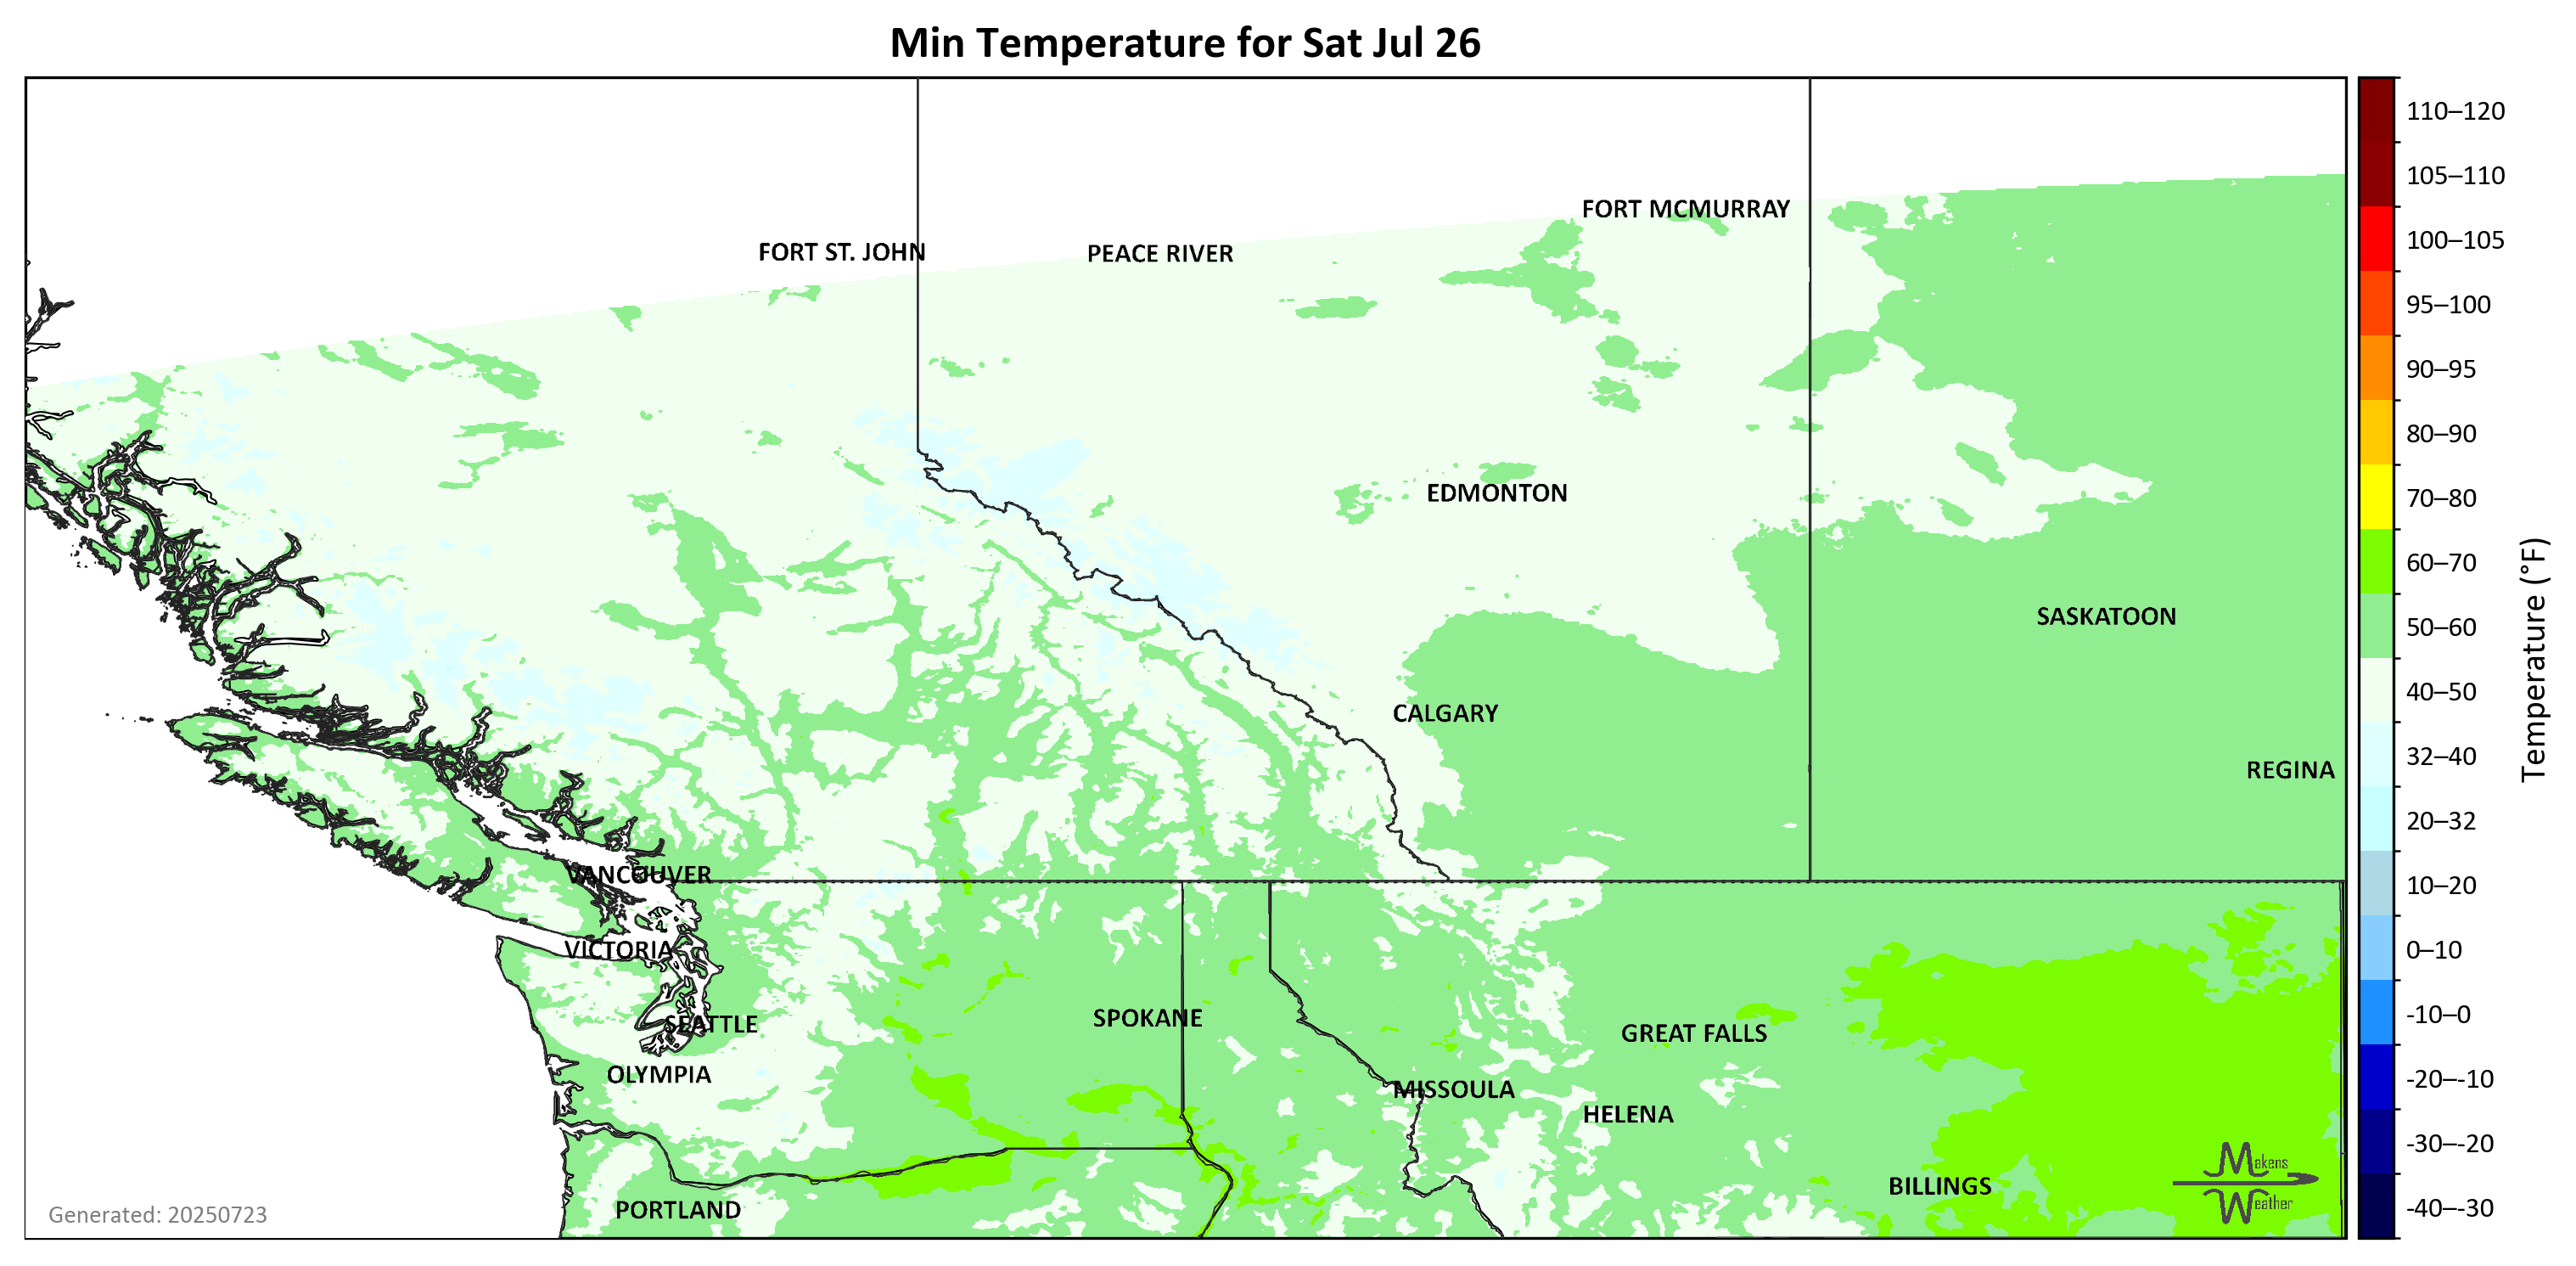 Min Temperature for Sat Jul 26
110–120
105–110
100–105
95–100
90–95
80–90
70–80
60–70
50–60
40–50
32–40
20–32
10–20
0–10
-10–0
-20–-10
-30–-20
-40–-30
Temperature (°F)
FORT MCMURRAY
FORT ST. JOHN
PEACE RIVER
EDMONTON
SASKATOON
CALGARY
REGINA
VANCOUVER
VICTORIA
SEATTLE
SPOKANE
GREAT FALLS
OLYMPIA
MISSOULA
HELENA
BILLINGS
PORTLAND
Makens
Weather
Generated: 20250723